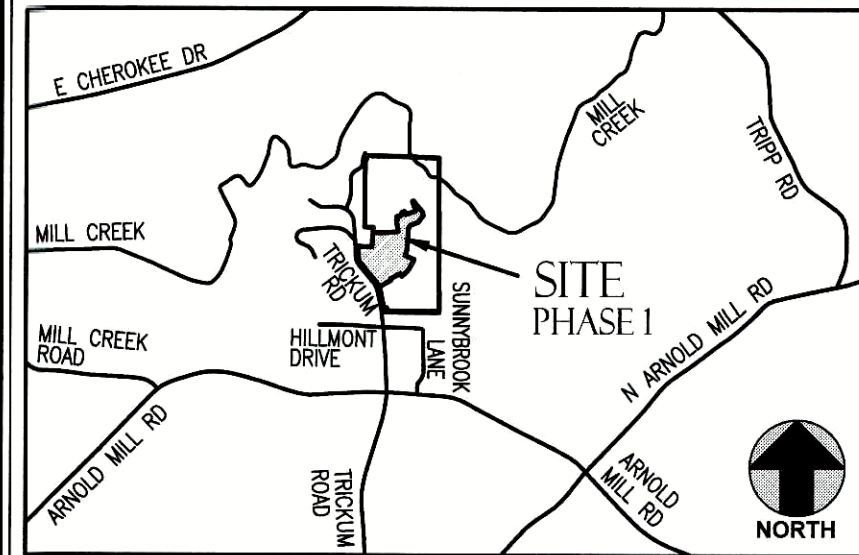 E CHEROKEE DR
MILL
CREEK
TRIPP RD
MILL CREEK
TRICKUM
RD
SITE
PHASE 1
SUNNYBROOK
LANE
HILLMONT
DRIVE
MILL CREEK
ROAD
N ARNOLD MILL RD
ARNOLD MILL RD
TRICKUM
ROAD
ARNOLD
MILL RD
NORTH